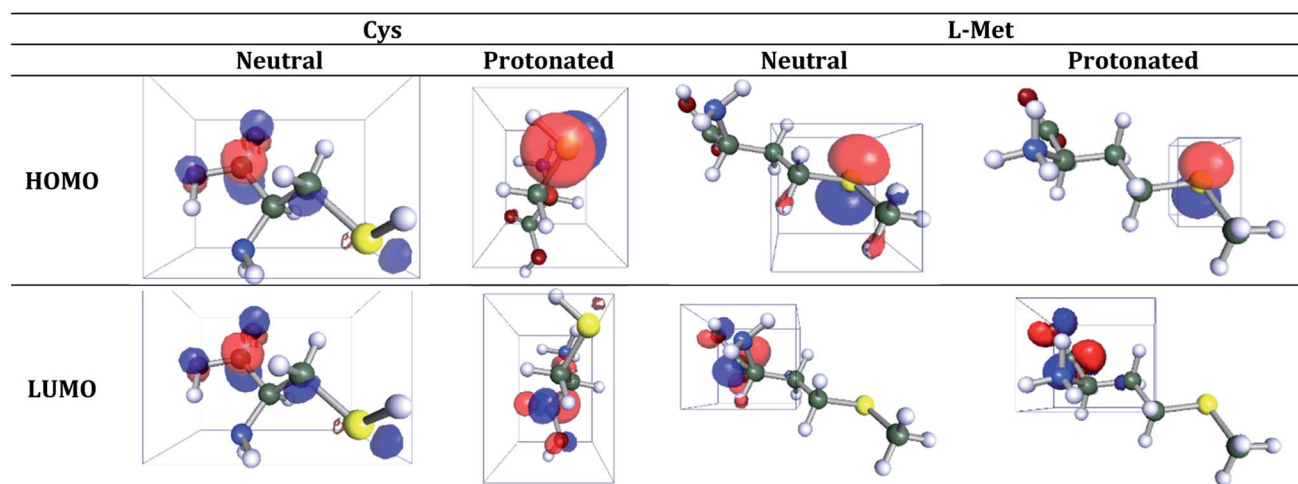 Cys L-Met
Neutral Protonated Neutral Protonated
HOMO
LUMO